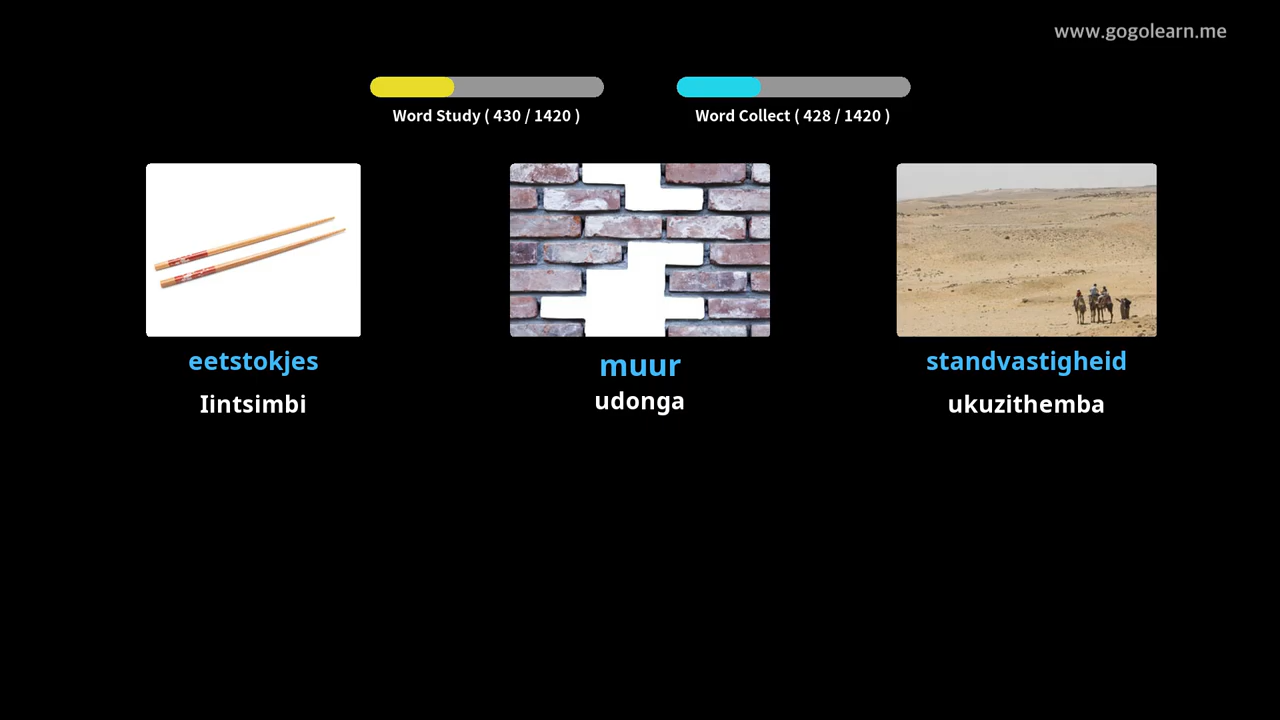 www.gogolearn.me
Word Study ( 430 / 1420 )
Word Collect ( 428 / 1420 )
eetstokjes
muur
standvastigheid
Iintsimbi
udonga
ukuzithemba